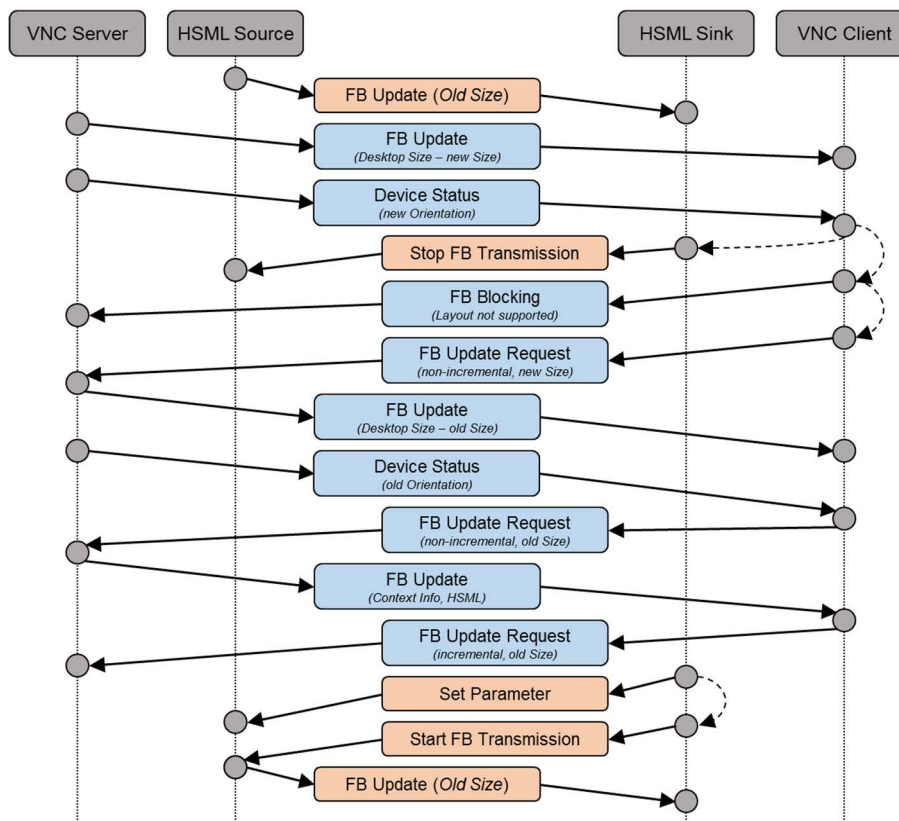 VNC Server
HSML Source
HSML Sink
VNC Client
FB Update (Old Size)
FB Update
(Desktop Size – new Size)
Device Status
(new Orientation)
Stop FB Transmission
FB Blocking
(Layout not supported)
FB Update Request
(non-incremental, new Size)
FB Update
(Desktop Size – old Size)
Device Status
(old Orientation)
FB Update Request
(non-incremental, old Size)
FB Update
(Context Info, HSML)
FB Update Request
(incremental, old Size)
Set Parameter
Start FB Transmission
FB Update (Old Size)